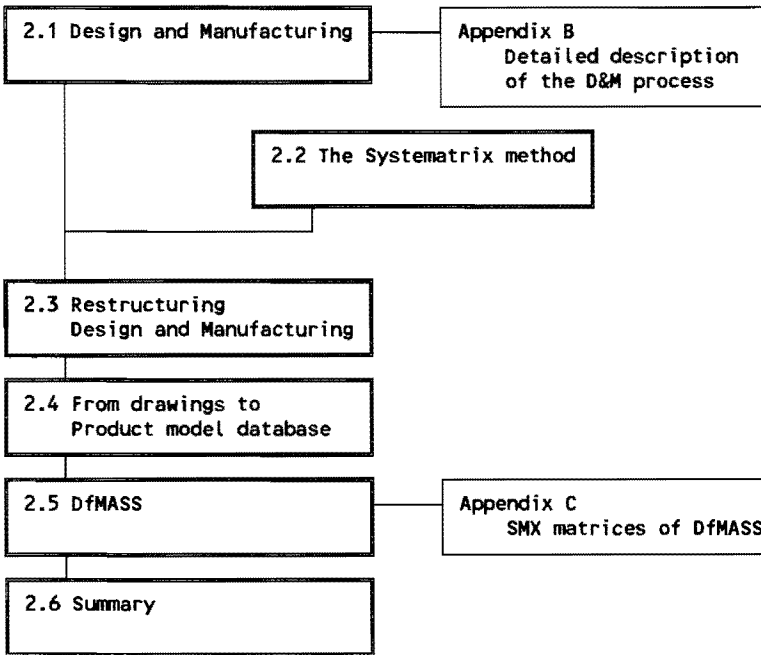 2.1 Design and Manufacturing
Appendix B
Detailed description
of the D&M process
2.2 The Systematrix method
2.3 Restructuring
Design and Manufacturing
2.4 From drawings to
Product model database
2.5 DfMASS
Appendix C
SMX matrices of DfMASS
2.6 Summary